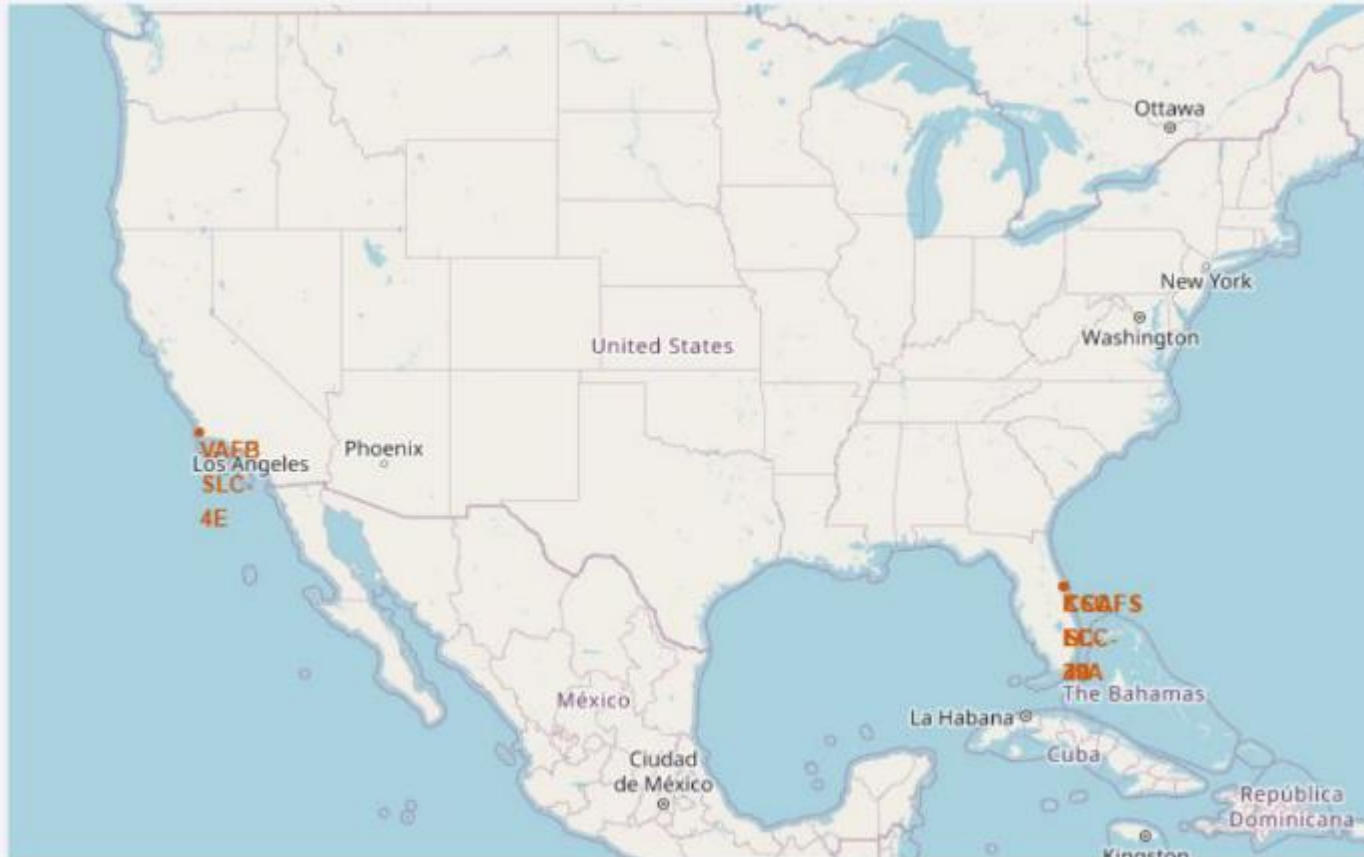 Ottawa
New York
Washington
United States
VAFB
Los Angeles
SLC-
4E
Phoenix
The Bahamas
La Habana
Cuba
México
Ciudad
de México
República
Dominicana
Kingston